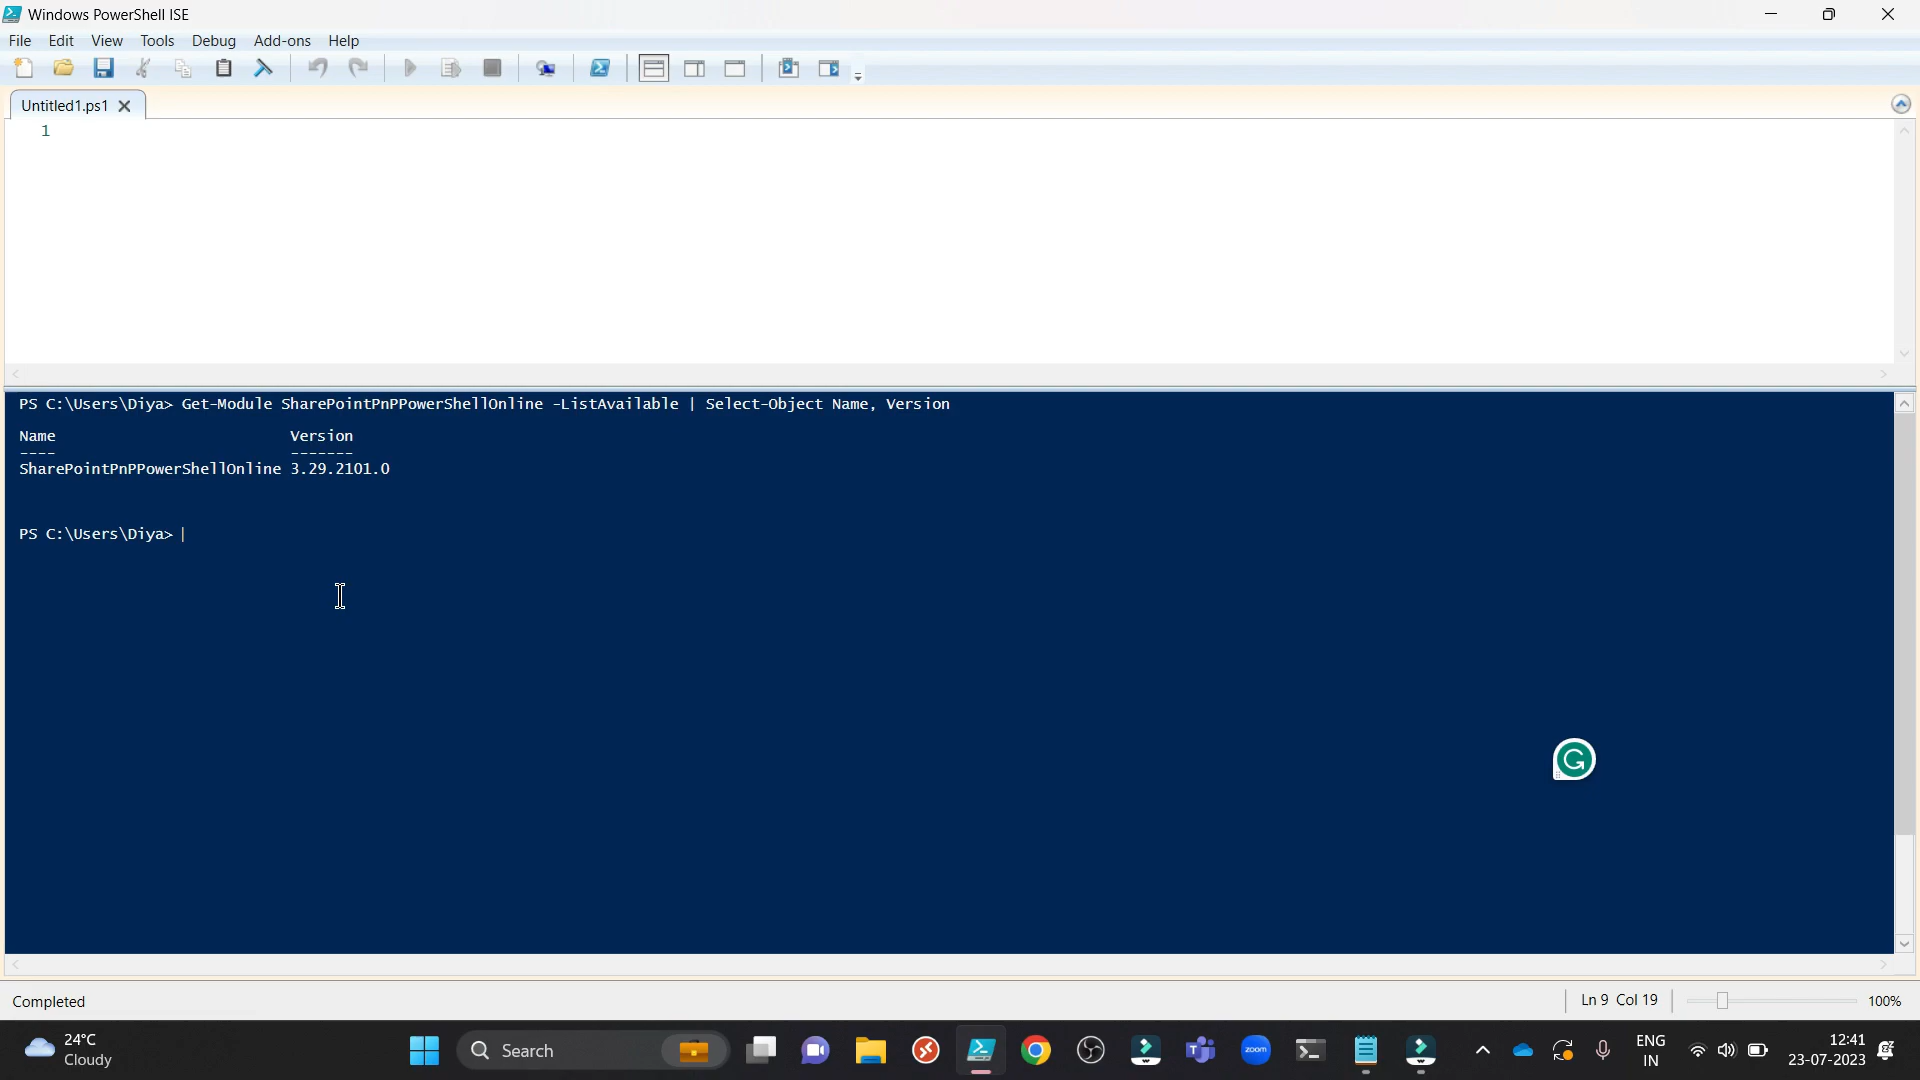 Windows PowerShell ISE
File Edit View Tools Debug Add-ons Help
Untitled1.ps1
1
PS C:\Users\Diya> Get-Module SharePointPnPPowerShellOnline -ListAvailable | Select-Object Name, Version
Name Version
---- -------
SharePointPnPPowerShellOnline 3.29.2101.0
PS C:\Users\Diya>
Completed
Ln 9 Col 19
100%
24°C
Cloudy
Search
zoom
ENG
IN
12:41
23-07-2023